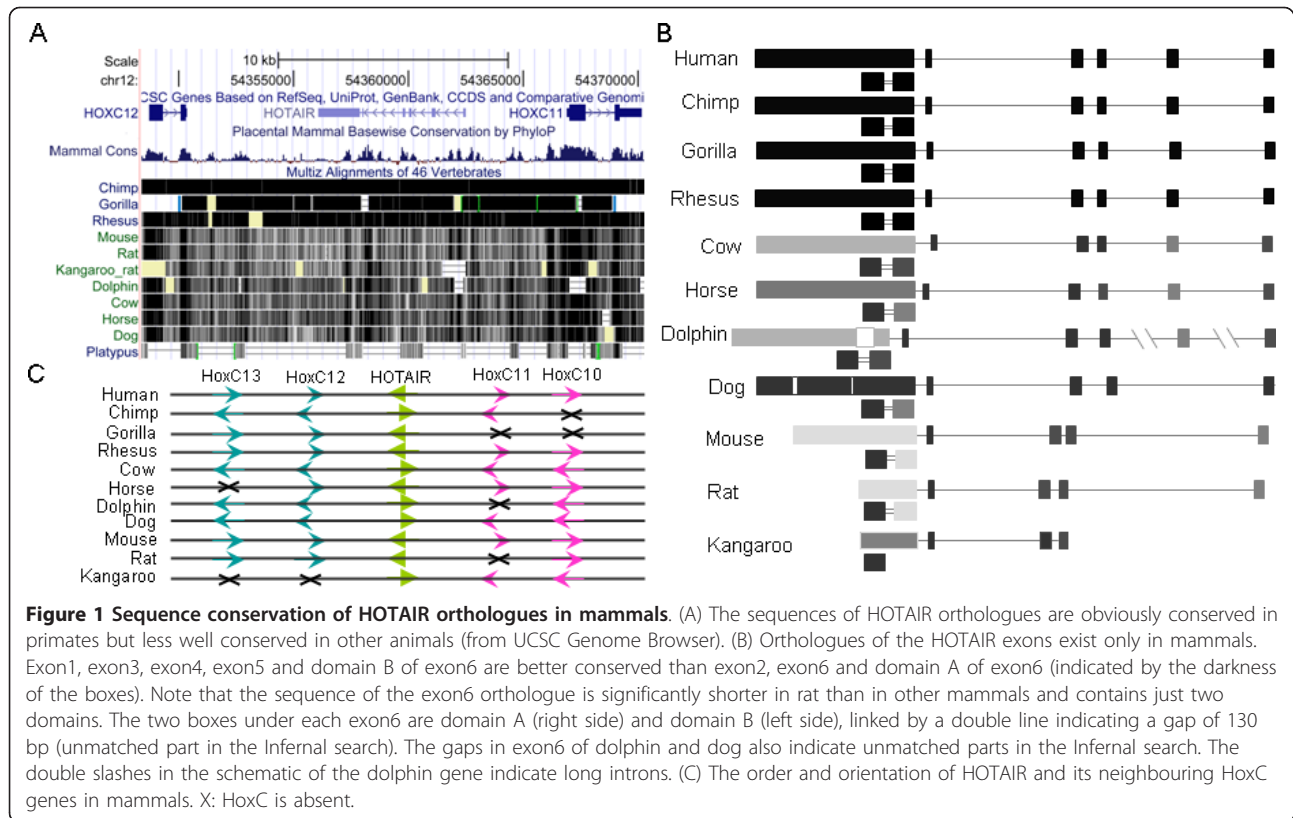 A
Scale
10 kb
chr12:
54355000
54360000
54365000
54370000
CSC Genes Based on RefSeq, UniProt, GenBank, CCDS and Comparative Genomi
HOXC12
HOTAIR
HOXC11
Placental Mammal Basewise Conservation by PhyloP
Mammal Cons
Multiz Alignments of 46 Vertebrates
Chimp
Gorilla
Rhesus
Mouse
Rat
Kangaroo_rat
Dolphin
Cow
Horse
Dog
Platypus
B
Human
Chimp
Gorilla
Rhesus
Cow
Horse
Dolphin
Dog
Mouse
Rat
Kangaroo
C
HoxC13
HoxC12
HOTAIR
HoxC11
HoxC10
Human
Chimp
Gorilla
Rhesus
Cow
Horse
Dolphin
Dog
Mouse
Rat
Kangaroo
Figure 1 Sequence conservation of HOTAIR orthologues in mammals. (A) The sequences of HOTAIR orthologues are obviously conserved in
primates but less well conserved in other animals (from UCSC Genome Browser). (B) Orthologues of the HOTAIR exons exist only in mammals.
Exon1, exon3, exon4, exon5 and domain B of exon6 are better conserved than exon2, exon6 and domain A of exon6 (indicated by the darkness
of the boxes). Note that the sequence of the exon6 orthologue is significantly shorter in rat than in other mammals and contains just two
domains. The two boxes under each exon6 are domain A (right side) and domain B (left side), linked by a double line indicating a gap of 130
bp (unmatched part in the Infernal search). The gaps in exon6 of dolphin and dog also indicate unmatched parts in the Infernal search. The
double slashes in the schematic of the dolphin gene indicate long introns. (C) The order and orientation of HOTAIR and its neighbouring HoxC
genes in mammals. X: HoxC is absent.